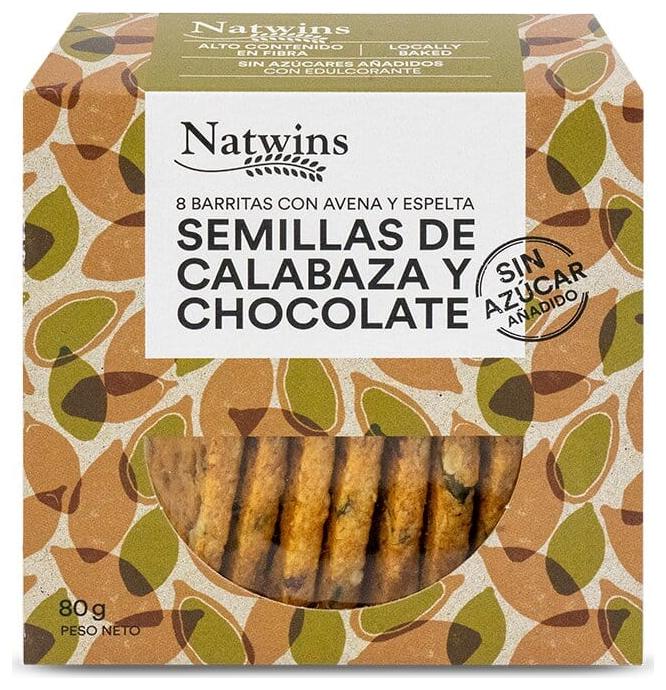 Natwins
ALTO CONTENIDO EN FIBRA | LOCALLY BAKED
SIN AZÚCARES AÑADIDOS
CON EDULCORANTE
Natwins
8 BARRITAS CON AVENA Y ESPELTA
SEMILLAS DE
CALABAZA Y
CHOCOLATE
SIN
AZÚCAR
AÑADIDO
80 g
PESO NETO